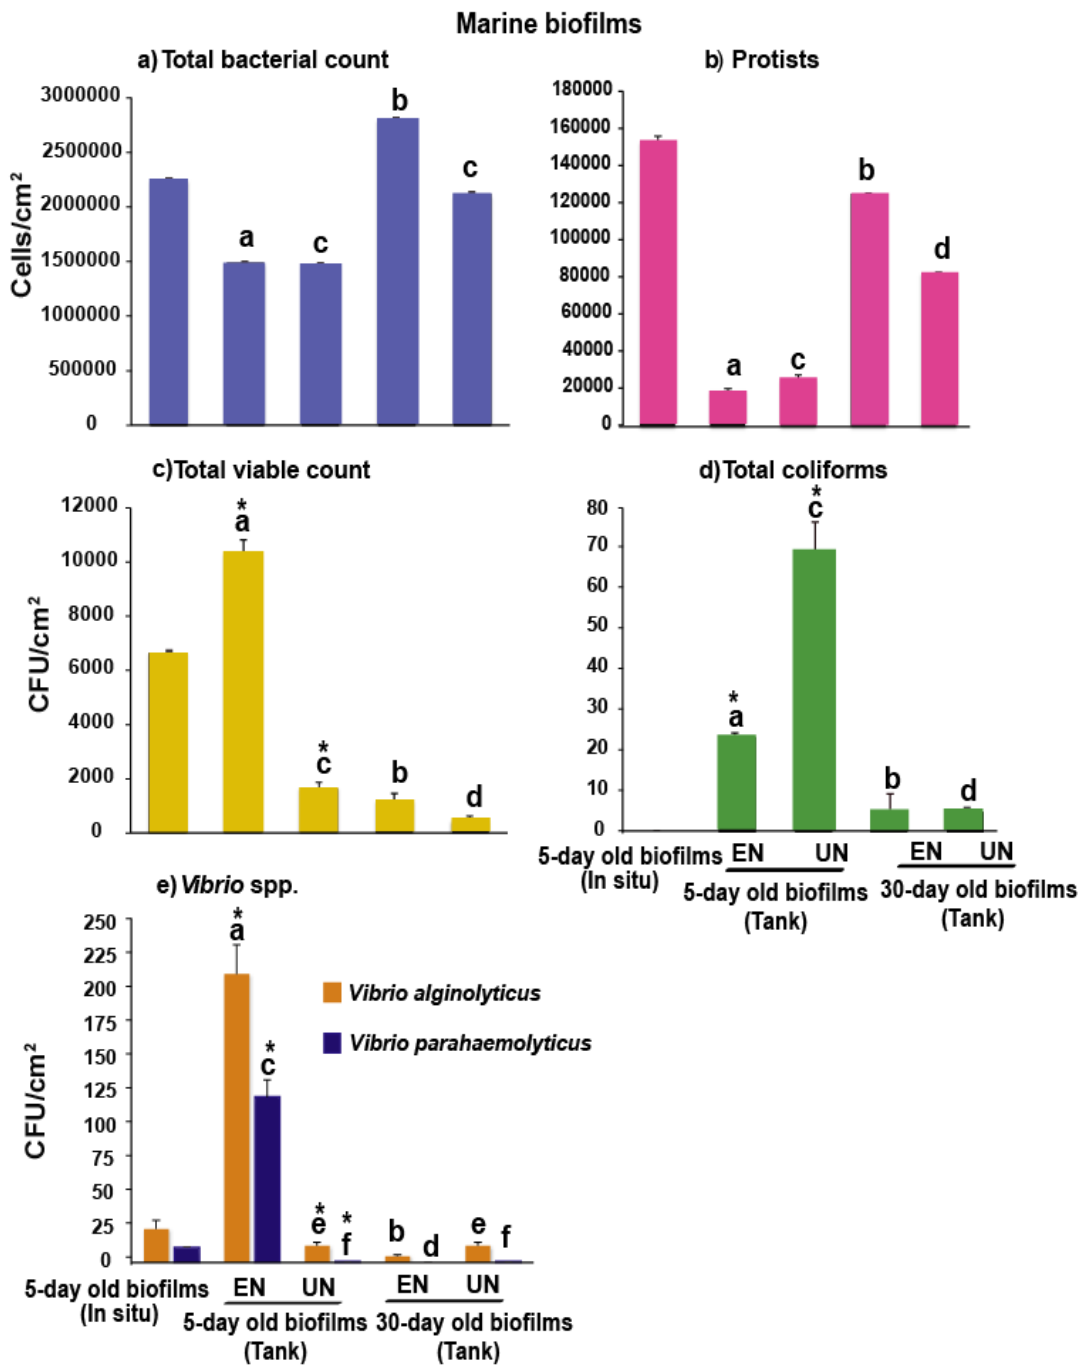 Marine biofilms
a) Total bacterial count
b) Protists
Cells/cm²
3000000
2500000
2000000
1500000
1000000
500000
0
a
c
b
c
180000
160000
140000
120000
100000
80000
60000
40000
20000
0
a
c
b
d
c) Total viable count
d) Total coliforms
CFU/cm²
12000
10000
8000
6000
4000
2000
0
*
a
*
c
b
d
80
70
60
50
40
30
20
10
0
*
a
*
c
b
d
5-day old biofilms
(In situ)
EN UN
5-day old biofilms
(Tank)
EN UN
30-day old biofilms
(Tank)
e) Vibrio spp.
CFU/cm²
250
225
200
175
150
125
100
75
50
25
0
*
a
*
c
*
e
*
f
b
d
e
f
Vibrio alginolyticus
Vibrio parahaemolyticus
5-day old biofilms
(In situ)
EN UN
5-day old biofilms
(Tank)
EN UN
30-day old biofilms
(Tank)